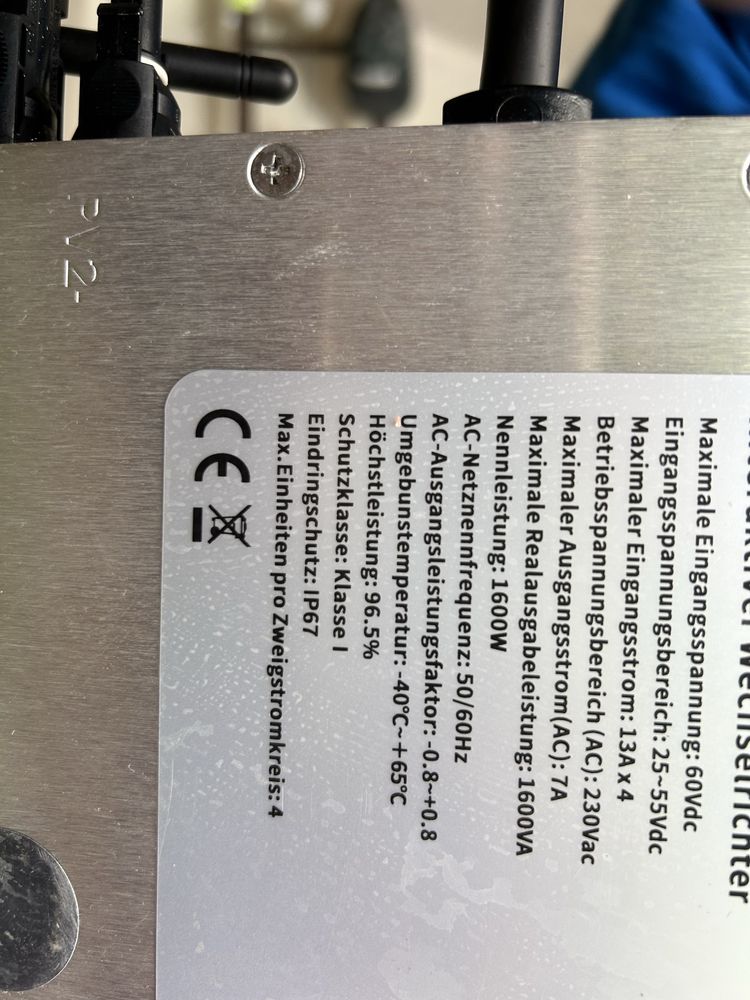 Wechselrichter
Maximale Eingangsspannung: 60Vdc
Eingangsspannungsbereich: 25~55Vdc
Maximaler Eingangsstrom: 13A x 4
Betriebsspannungsbereich (AC): 230Vac
Maximaler Ausgangsstrom(AC): 7A
Maximale Realausgabeleistung: 1600VA
Nennleistung: 1600W
AC-Netznennfrequenz: 50/60Hz
AC-Ausgangsleistungsfaktor: -0.8~+0.8
Umgebunstemperatur: -40°C~+65°C
Höchstleistung: 96.5%
Schutzklasse: Klasse I
Eindringschutz: IP67
Max.Einheiten pro Zweigstromkreis: 4
CE
PV2-